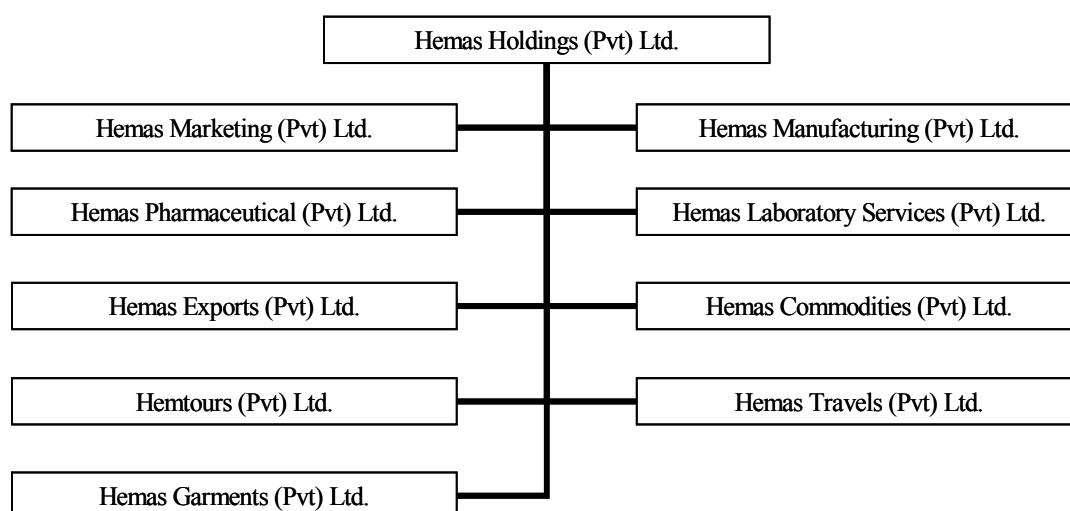 Hemas Holdings (Pvt) Ltd.
Hemas Marketing (Pvt) Ltd.
Hemas Manufacturing (Pvt) Ltd.
Hemas Pharmaceutical (Pvt) Ltd.
Hemas Laboratory Services (Pvt) Ltd.
Hemas Exports (Pvt) Ltd.
Hemas Commodities (Pvt) Ltd.
Hemtours (Pvt) Ltd.
Hemas Travels (Pvt) Ltd.
Hemas Garments (Pvt) Ltd.